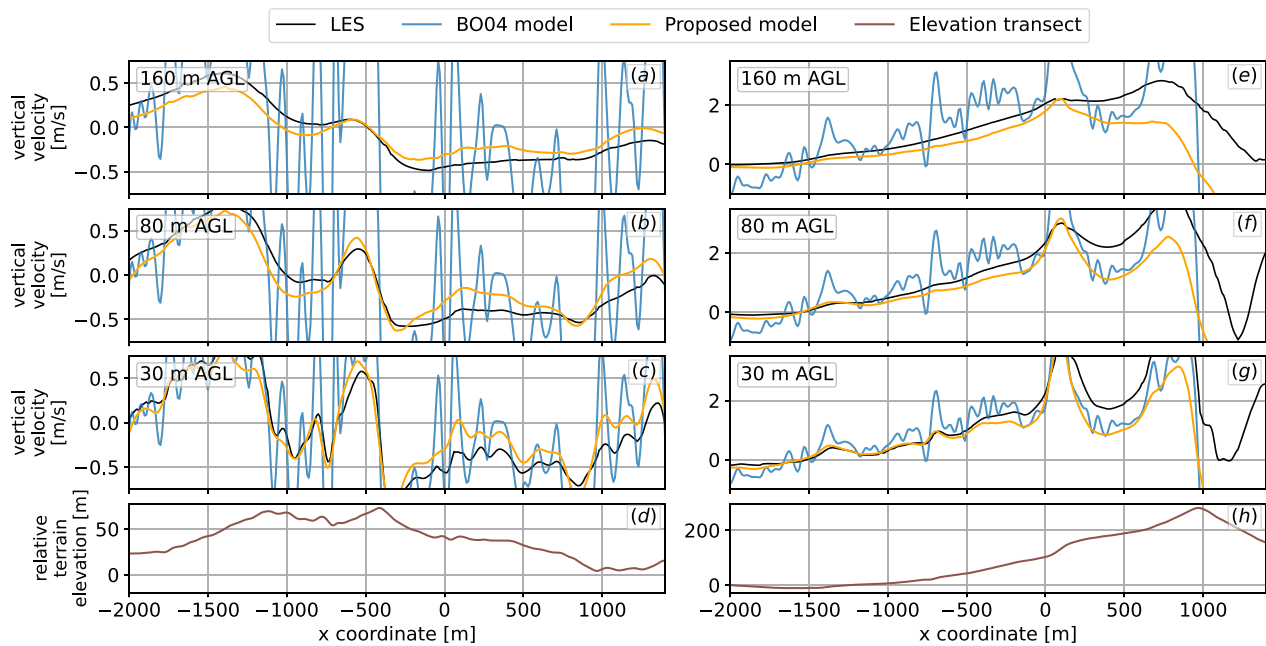 LES BO04 model Proposed model Elevation transect
160 m AGL (a)
0.5
0.0
−0.5
vertical
velocity
[m/s]
80 m AGL (b)
0.5
0.0
−0.5
vertical
velocity
[m/s]
30 m AGL (c)
0.5
0.0
−0.5
vertical
velocity
[m/s]
(d)
50
0
relative
terrain
elevation [m]
−2000 −1500 −1000 −500 0 500 1000
x coordinate [m]
160 m AGL (e)
2
0
80 m AGL (f)
2
0
30 m AGL (g)
2
0
(h)
200
0
−2000 −1500 −1000 −500 0 500 1000
x coordinate [m]